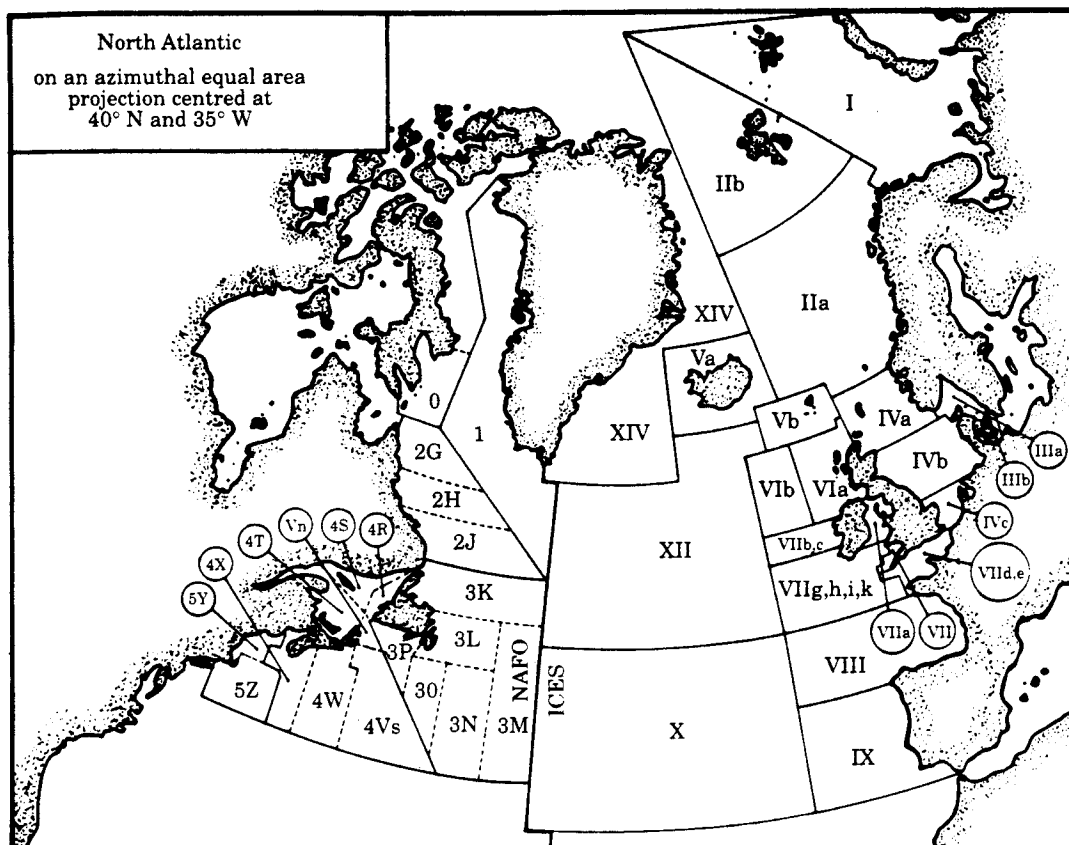 North Atlantic
on an azimuthal equal area
projection centred at
40° N and 35° W
I
IIb
IIa
XIV
Va
XIV
Vb
IVa
IVb
IIIa
IIIb
IVc
VIb
VIa
VIIb,c
VIId,e
VIIg,h,i,k
VIIa
VII
VIII
IX
XII
X
0
1
2G
2H
2J
3K
3L
3P
30
3N
3M
NAFO
ICES
Vn
4S
4R
4T
4X
5Y
5Z
4W
4Vs